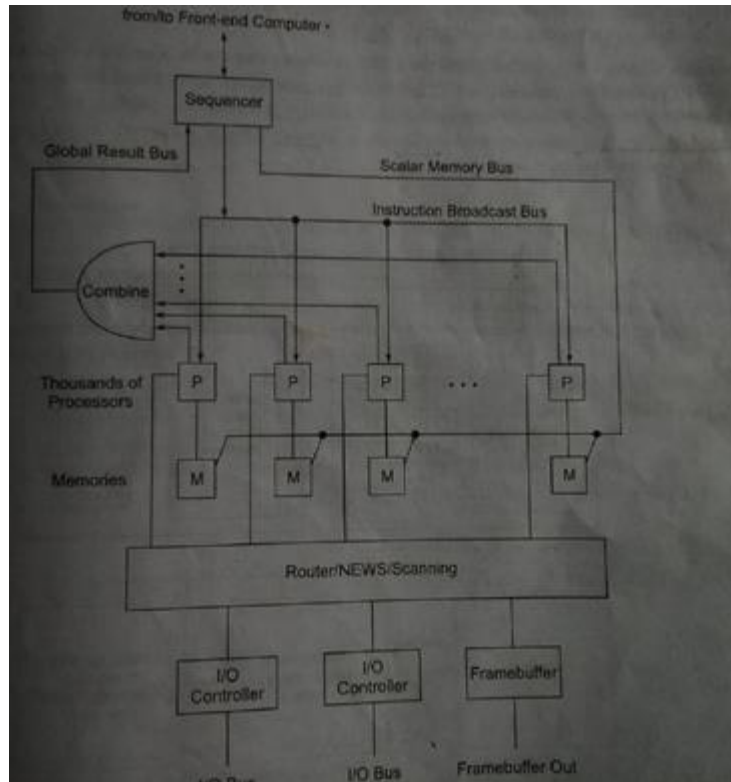 from/to Front-end Computer
Sequencer
Global Result Bus
Scalar Memory Bus
Instruction Broadcast Bus
Combine
Thousands of
Processors
P
P
P
P
Memories
M
M
M
M
Router/NEWS/Scanning
I/O
Controller
I/O
Controller
Framebuffer
I/O Bus
I/O Bus
Framebuffer Out